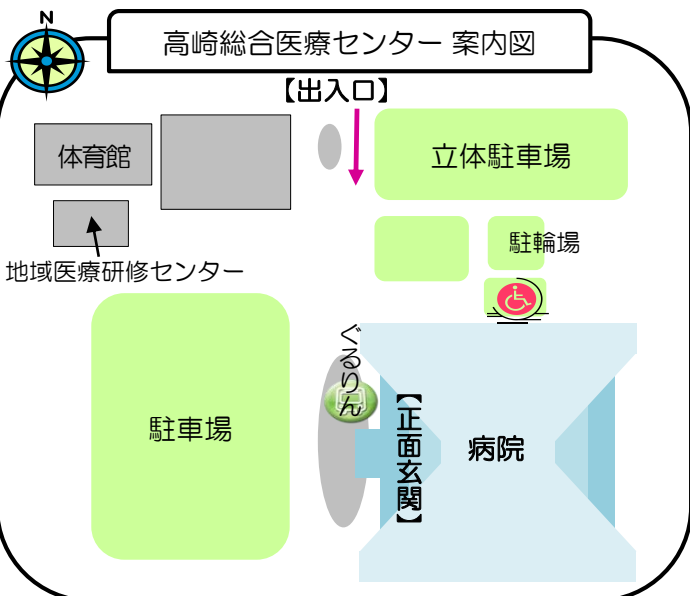 N
高崎総合医療センター 案内図
【出入口】
体育館
立体駐車場
駐輪場
地域医療研修センター
ぐるりん
【正面玄関】
駐車場
病院